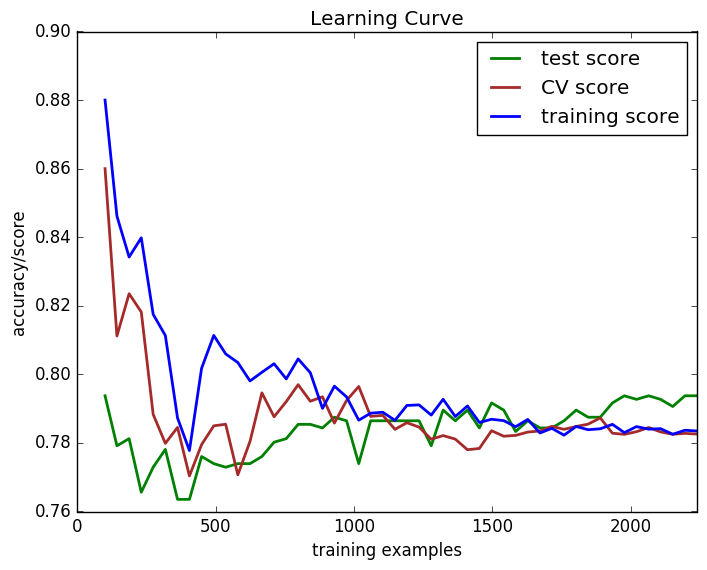 Learning Curve
0.90
0.88
0.86
0.84
0.82
0.80
0.78
0.76
accuracy/score
test score
CV score
training score
0
500
1000
1500
2000
training examples